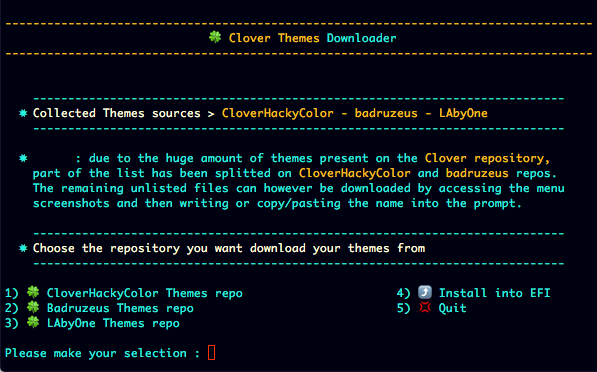 🍀 Clover Themes Downloader
✸ Collected Themes sources > CloverHackyColor - badruzeus - LAbyOne
✸ : due to the huge amount of themes present on the Clover repository,
part of the list has been splitted on CloverHackyColor and badruzeus repos.
The remaining unlisted files can however be downloaded by accessing the menu
screenshots and then writing or copy/pasting the name into the prompt.
✸ Choose the repository you want download your themes from
1) 🍀 CloverHackyColor Themes repo
2) 🍀 Badruzeus Themes repo
3) 🍀 LAbyOne Themes repo
4) ⤴️ Install into EFI
5) 💢 Quit
Please make your selection :